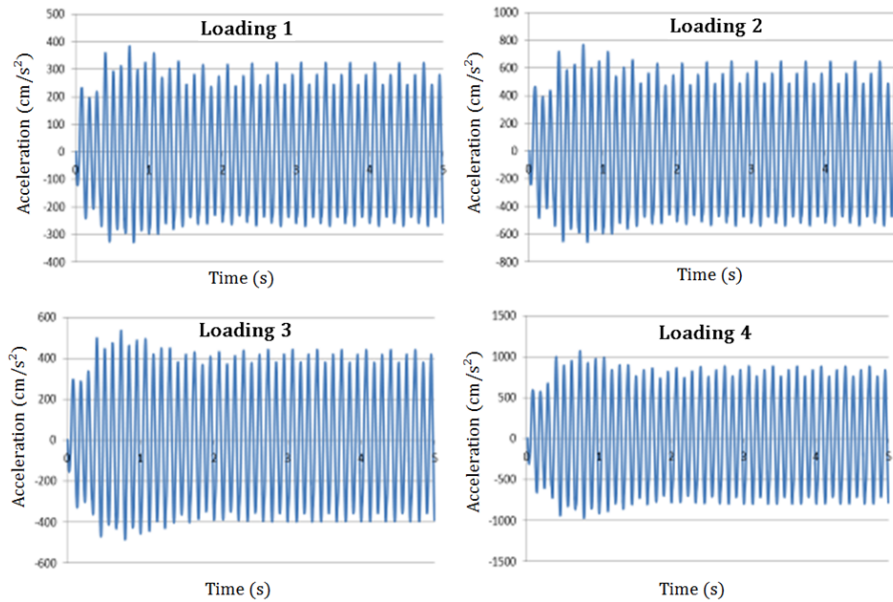 Loading 1
Acceleration (cm/s²)
500
400
300
200
100
0
-100
-200
-300
-400
0 1 2 3 4 5
Time (s)
Loading 2
Acceleration (cm/s²)
1000
800
600
400
200
0
-200
-400
-600
-800
0 1 2 3 4
Time (s)
Loading 3
Acceleration (cm/s²)
600
400
200
0
-200
-400
-600
0 1 2 3 4 5
Time (s)
Loading 4
Acceleration (cm/s²)
1500
1000
500
0
-500
-1000
-1500
0 1 2 3 4 5
Time (s)